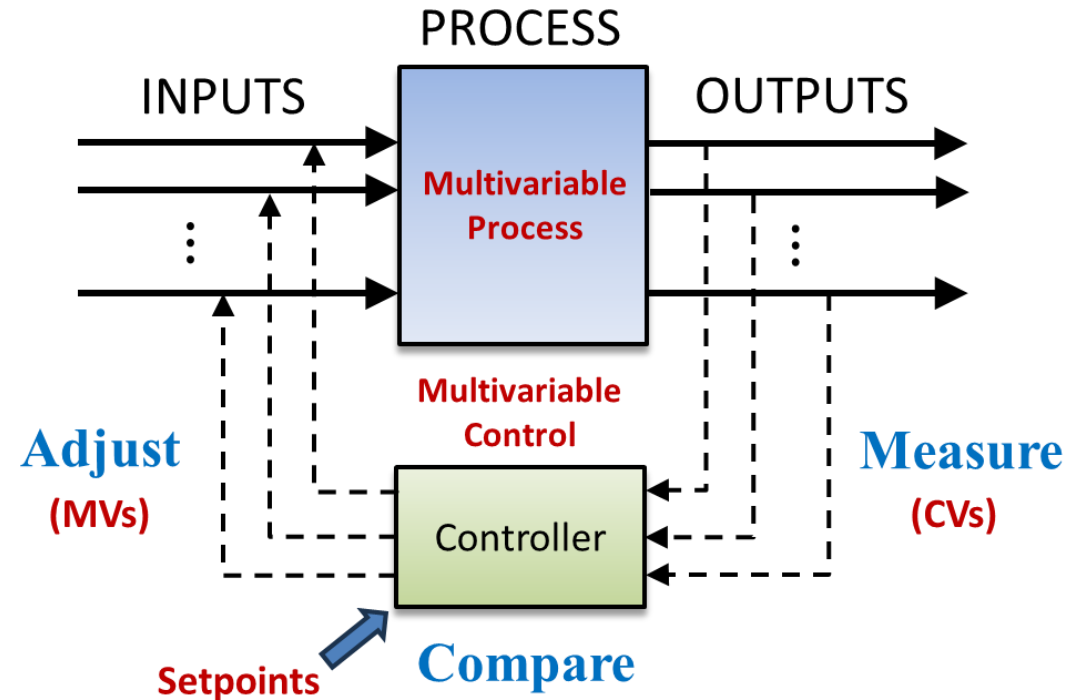 PROCESS
INPUTS
OUTPUTS
Multivariable
Process
Multivariable
Control
Adjust
(MVs)
Measure
(CVs)
Controller
Setpoints
Compare